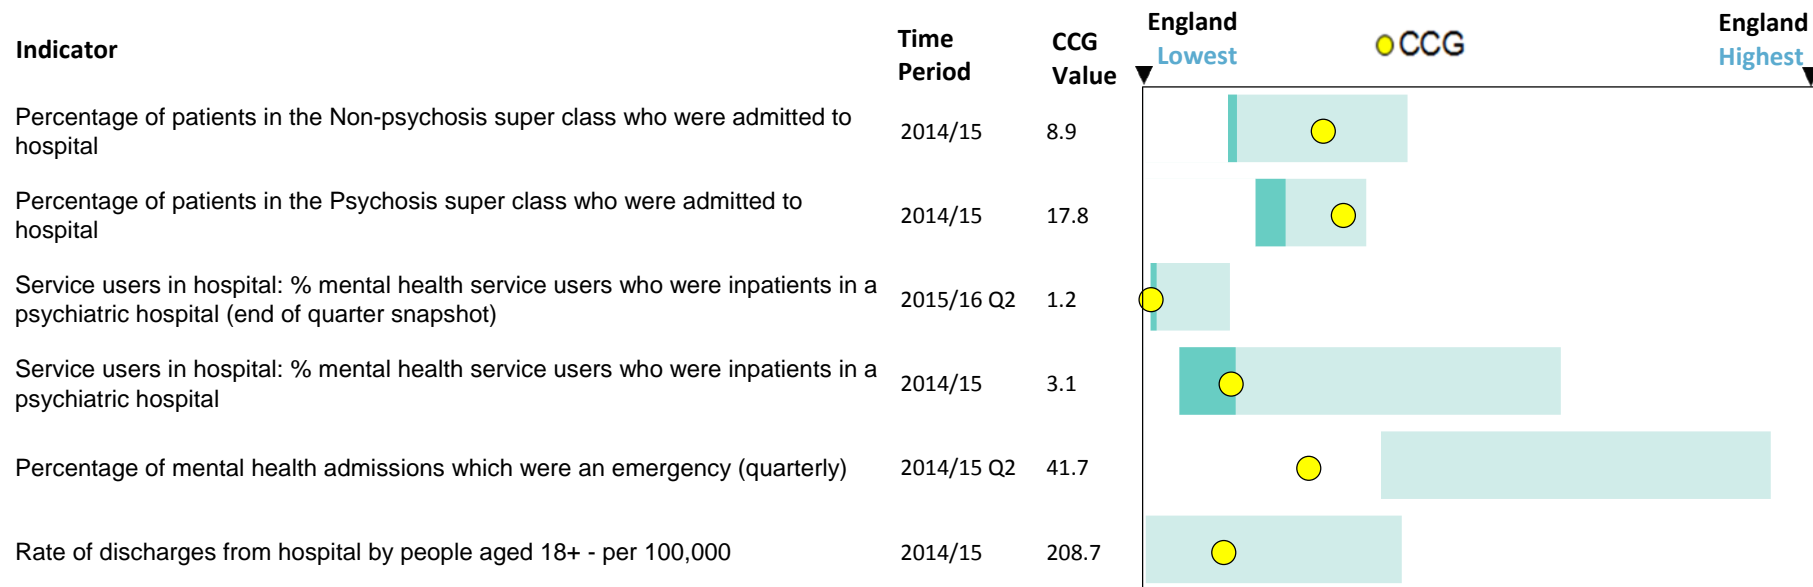 Indicator
Time
Period
CCG
Value
England
Lowest
CCG
England
Highest
Percentage of patients in the Non-psychosis super class who were admitted to
hospital
2014/15
8.9
Percentage of patients in the Psychosis super class who were admitted to
hospital
2014/15
17.8
Service users in hospital: % mental health service users who were inpatients in a
psychiatric hospital (end of quarter snapshot)
2015/16 Q2
1.2
Service users in hospital: % mental health service users who were inpatients in a
psychiatric hospital
2014/15
3.1
Percentage of mental health admissions which were an emergency (quarterly)
2014/15 Q2
41.7
Rate of discharges from hospital by people aged 18+ - per 100,000
2014/15
208.7